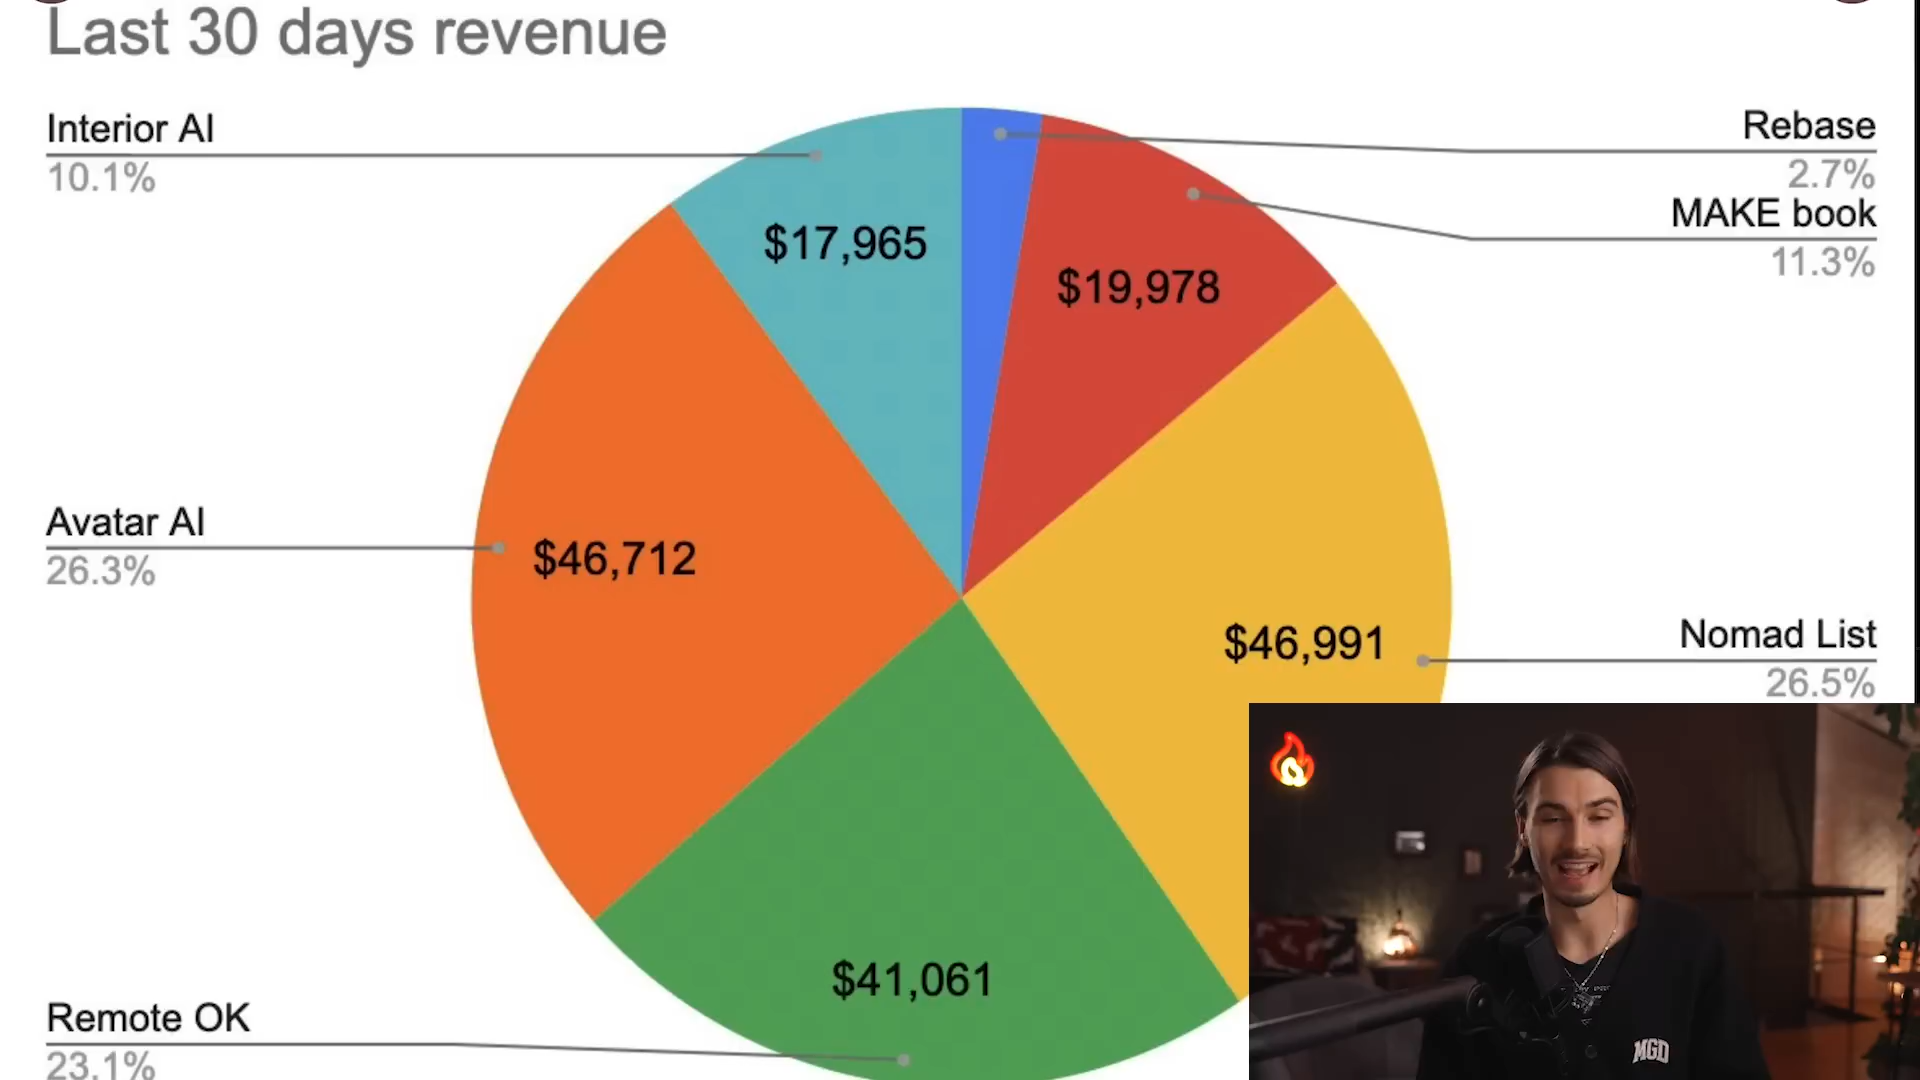 Last 30 days revenue
Interior AI
10.1%
Rebase
2.7%
MAKE book
11.3%
$17,965
$19,978
Avatar AI
26.3%
$46,712
$46,991
Nomad List
26.5%
$41,061
Remote OK
23.1%
MGD